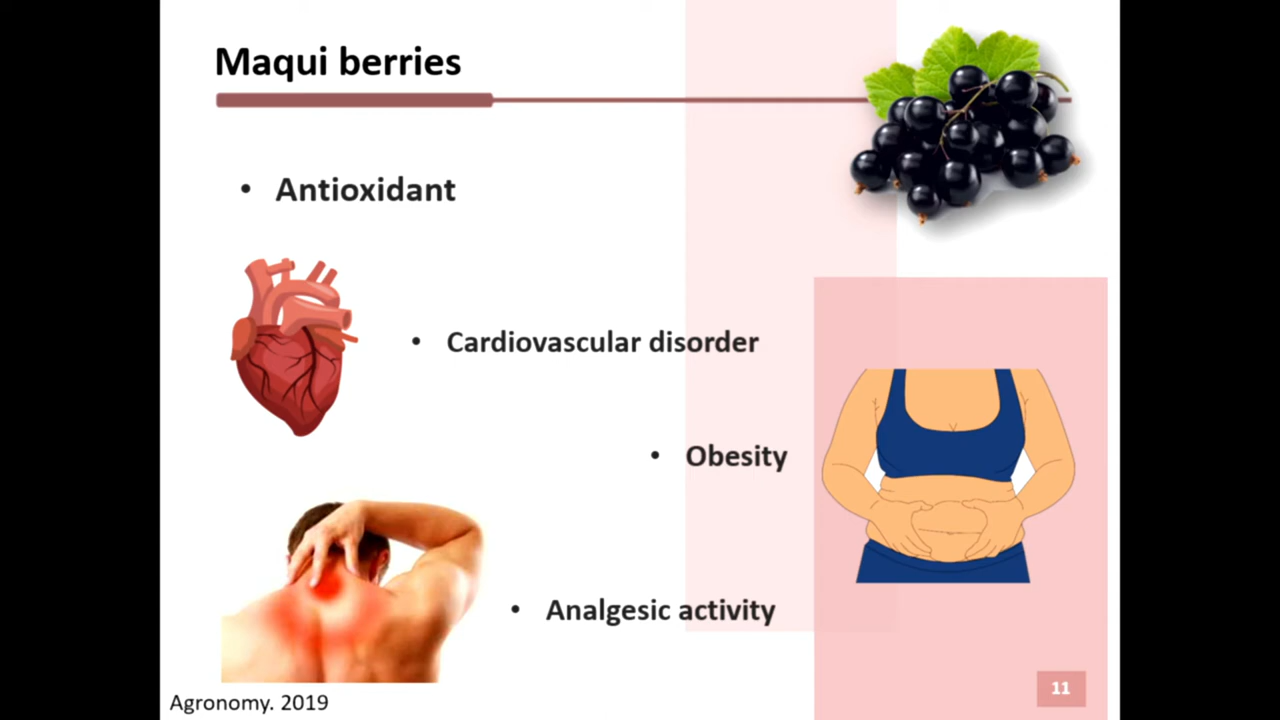 Maqui berries
• Antioxidant
• Cardiovascular disorder
• Obesity
• Analgesic activity
Agronomy. 2019
11